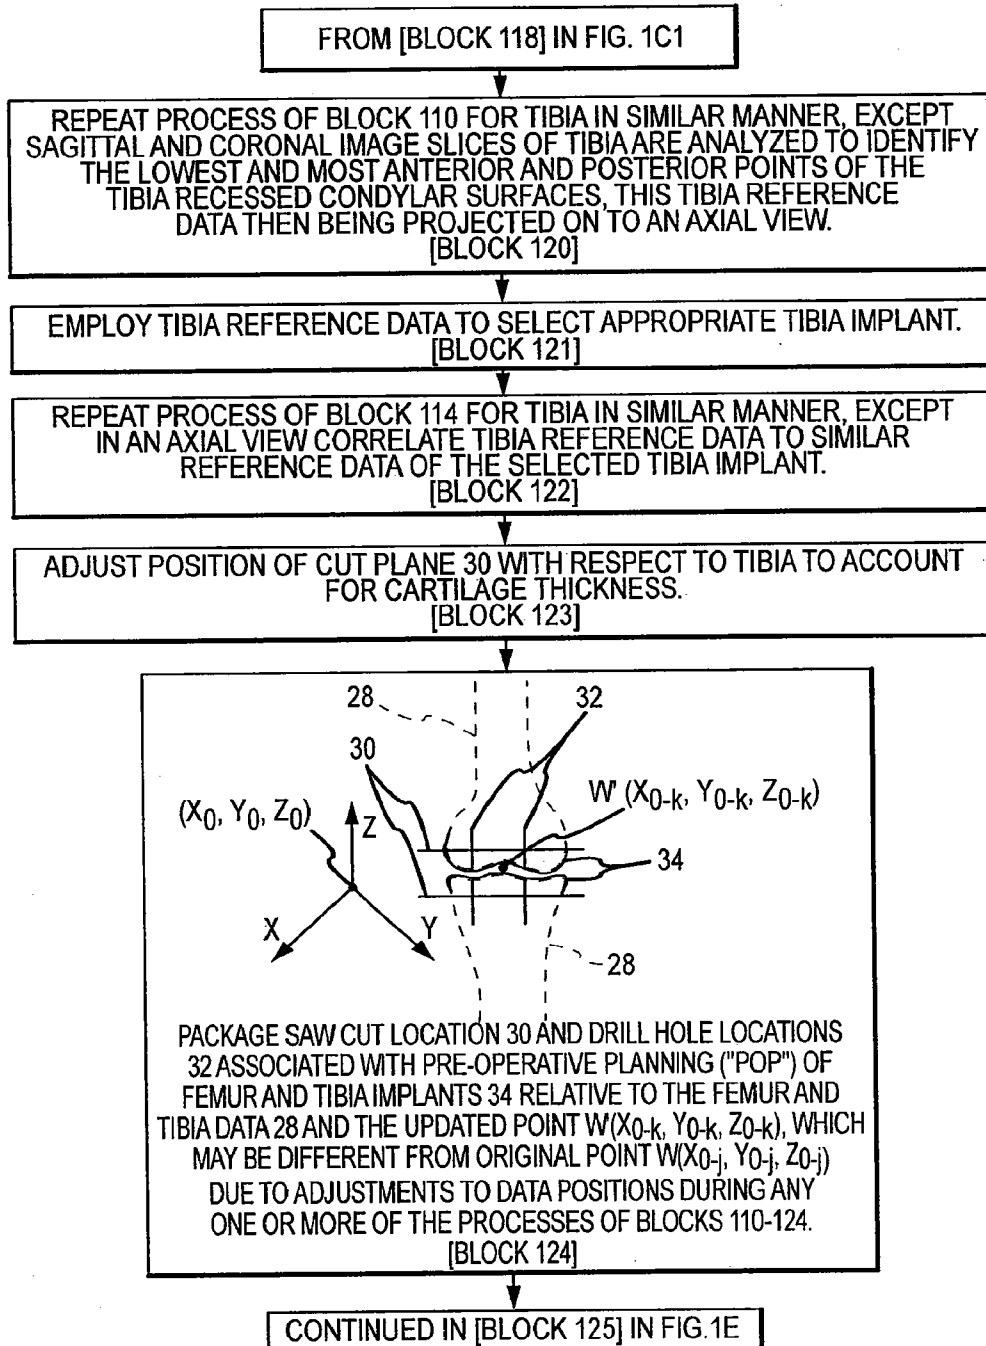 FROM [BLOCK 118] IN FIG. 1C1
REPEAT PROCESS OF BLOCK 110 FOR TIBIA IN SIMILAR MANNER, EXCEPT
SAGITTAL AND CORONAL IMAGE SLICES OF TIBIA ARE ANALYZED TO IDENTIFY
THE LOWEST AND MOST ANTERIOR AND POSTERIOR POINTS OF THE
TIBIA RECESSED CONDYLAR SURFACES, THIS TIBIA REFERENCE
DATA THEN BEING PROJECTED ON TO AN AXIAL VIEW.
[BLOCK 120]
EMPLOY TIBIA REFERENCE DATA TO SELECT APPROPRIATE TIBIA IMPLANT.
[BLOCK 121]
REPEAT PROCESS OF BLOCK 114 FOR TIBIA IN SIMILAR MANNER, EXCEPT
IN AN AXIAL VIEW CORRELATE TIBIA REFERENCE DATA TO SIMILAR
REFERENCE DATA OF THE SELECTED TIBIA IMPLANT.
[BLOCK 122]
ADJUST POSITION OF CUT PLANE 30 WITH RESPECT TO TIBIA TO ACCOUNT
FOR CARTILAGE THICKNESS.
[BLOCK 123]
28
32
30
W' (X0-k, Y0-k, Z0-k)
(X0, Y0, Z0)
Z
34
X
Y
28
PACKAGE SAW CUT LOCATION 30 AND DRILL HOLE LOCATIONS
32 ASSOCIATED WITH PRE-OPERATIVE PLANNING ("POP") OF
FEMUR AND TIBIA IMPLANTS 34 RELATIVE TO THE FEMUR AND
TIBIA DATA 28 AND THE UPDATED POINT W'(X0-k, Y0-k, Z0-k), WHICH
MAY BE DIFFERENT FROM ORIGINAL POINT W(X0-j, Y0-j, Z0-j)
DUE TO ADJUSTMENTS TO DATA POSITIONS DURING ANY
ONE OR MORE OF THE PROCESSES OF BLOCKS 110-124.
[BLOCK 124]
CONTINUED IN [BLOCK 125] IN FIG.1E